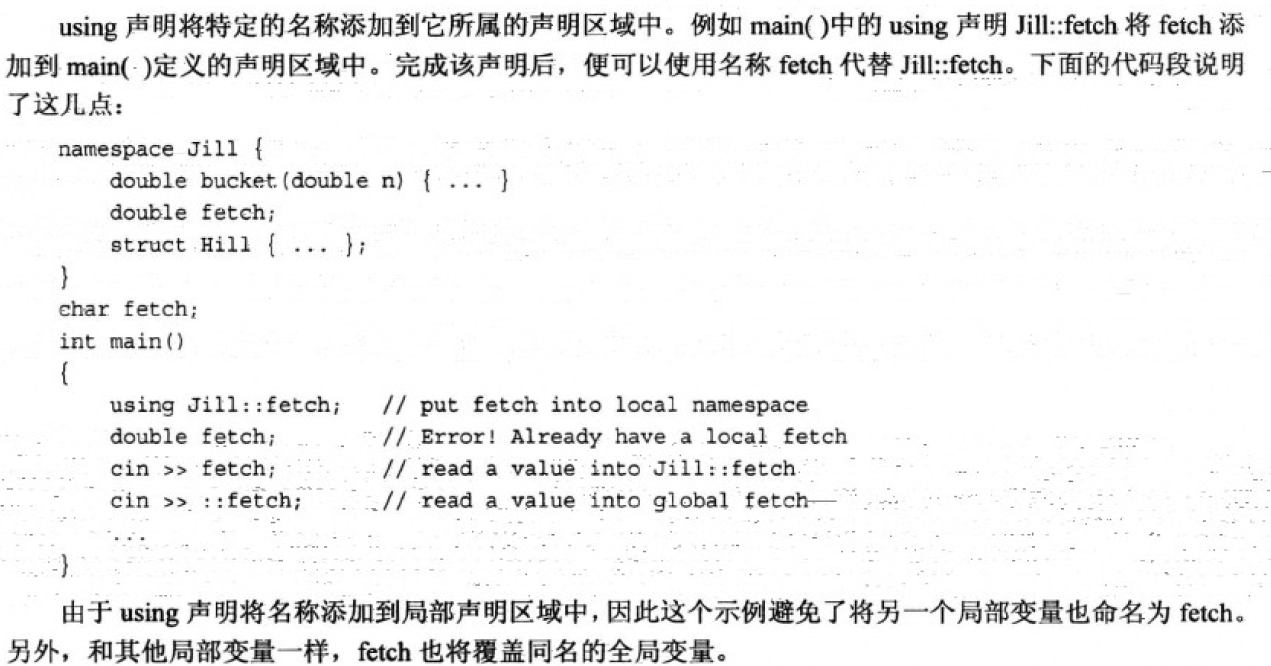 using 声明将特定的名称添加到它所属的声明区域中。例如 main( )中的 using 声明 Jill::fetch 将 fetch 添
加到 main( )定义的声明区域中。完成该声明后，便可以使用名称 fetch 代替 Jill::fetch。下面的代码段说明
了这几点：
namespace Jill {
    double bucket(double n) { ... }
    double fetch;
    struct Hill { ... };
}
char fetch;
int main()
{
    using Jill::fetch;   // put fetch into local namespace
    double fetch;        // Error! Already have a local fetch
    cin >> fetch;        // read a value into Jill::fetch
    cin >> ::fetch;      // read a value into global fetch
    ...
}
由于 using 声明将名称添加到局部声明区域中，因此这个示例避免了将另一个局部变量也命名为 fetch。
另外，和其他局部变量一样，fetch 也将覆盖同名的全局变量。